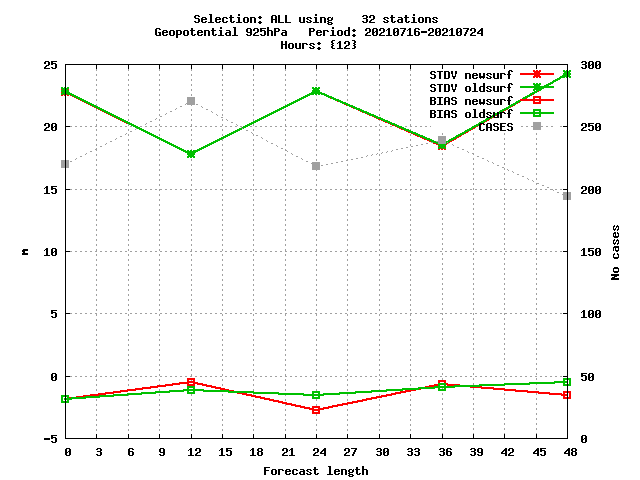 Selection: ALL using 32 stations
Geopotential 925hPa Period: 20210716-20210724
Hours: {12}
25 300
STDV newsurf
STDV oldsurf
BIAS newsurf
BIAS oldsurf
CASES
20 250
15 200
10 150
5 100
0 50
-5 0
m
No cases
0 3 6 9 12 15 18 21 24 27 30 33 36 39 42 45 48
Forecast length